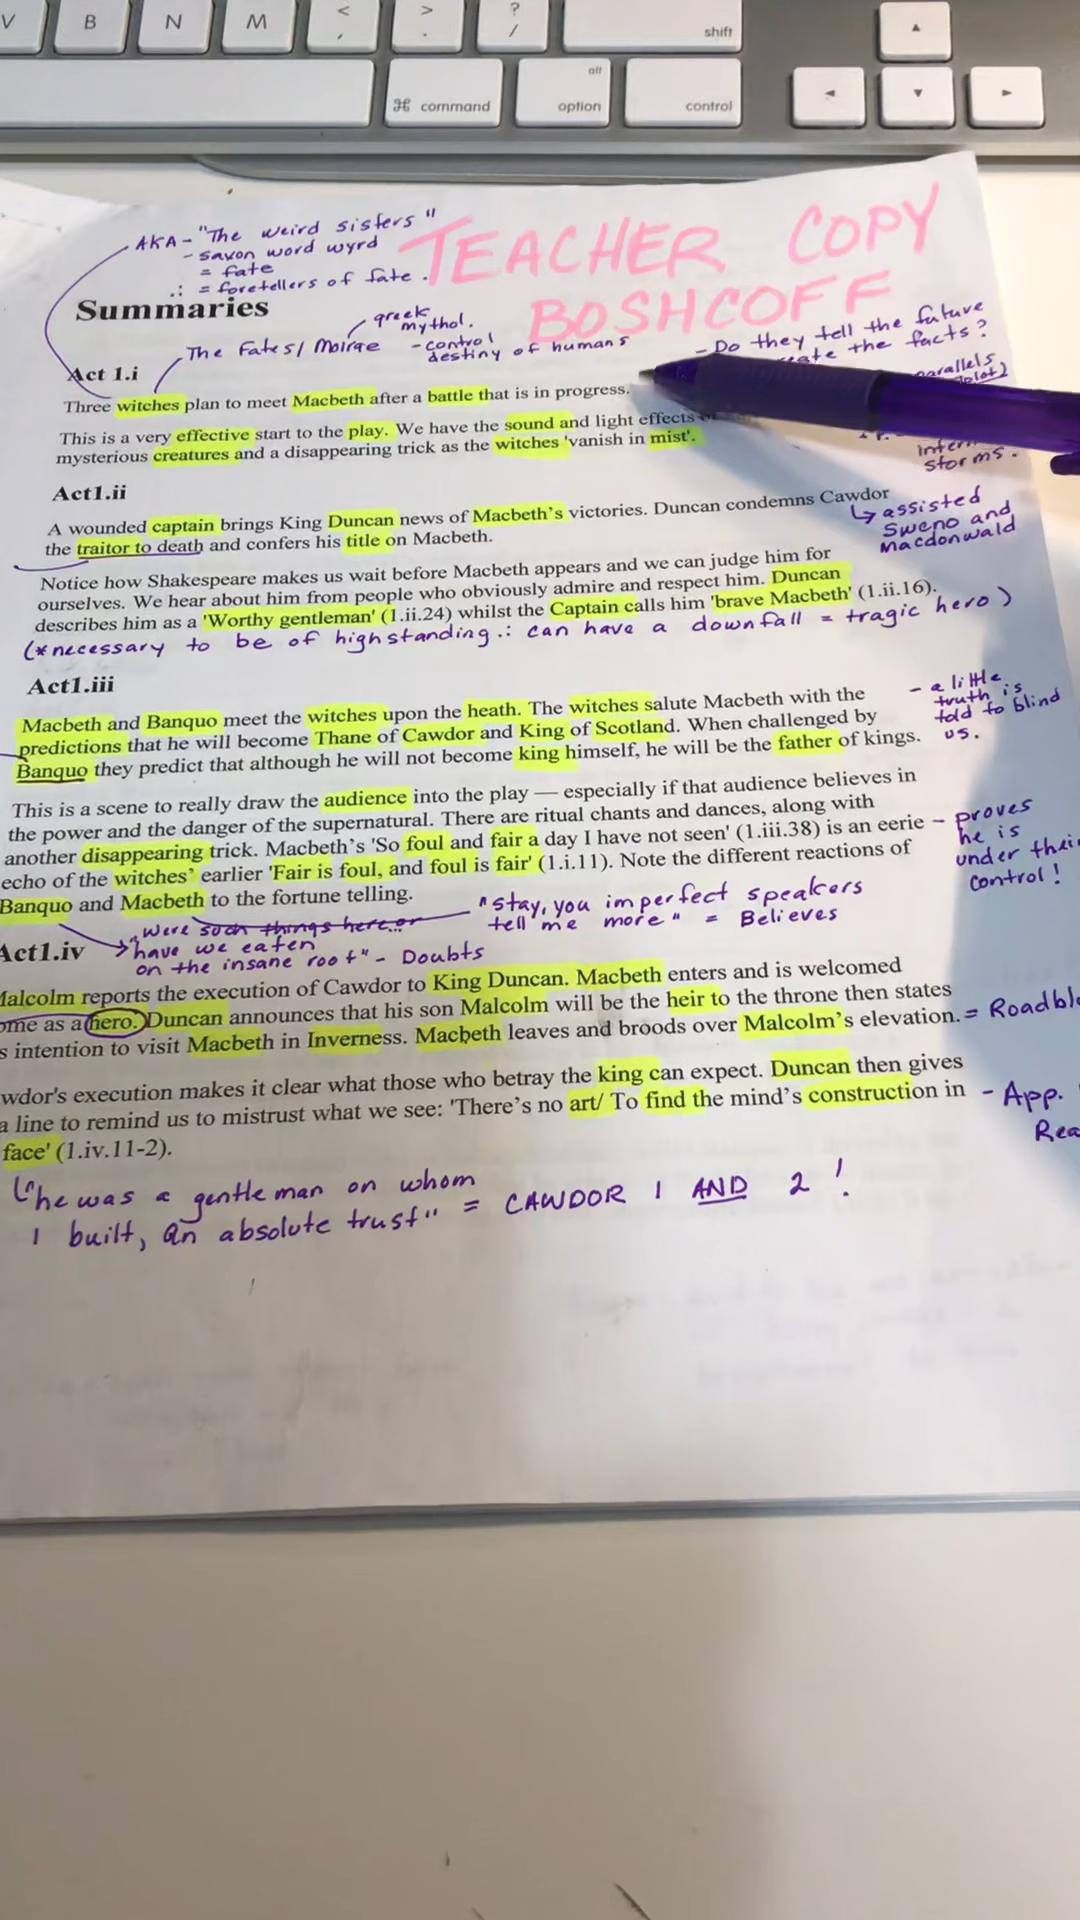 V B N M < , > . ? / shift
⌘ command alt option control
AKA - "The weird sisters"
- saxon word wyrd
= fate
∴ = foretellers of fate.
TEACHER COPY
BOSHCOFF
Summaries
greek
mythol.
The Fates/ Moirae - control
destiny of humans
- Do they tell the future
the facts?
parallels
Act 1.i
Three witches plan to meet Macbeth after a battle that is in progress.
This is a very effective start to the play. We have the sound and light effects
mysterious creatures and a disappearing trick as the witches 'vanish in mist'.
storms.
Act1.ii
A wounded captain brings King Duncan news of Macbeth's victories. Duncan condemns Cawdor
the traitor to death and confers his title on Macbeth.
↳ assisted
Sweno and
Macdonwald
Notice how Shakespeare makes us wait before Macbeth appears and we can judge him for
ourselves. We hear about him from people who obviously admire and respect him. Duncan
describes him as a 'Worthy gentleman' (1.ii.24) whilst the Captain calls him 'brave Macbeth' (1.ii.16).
(*necessary to be of high standing ∴ can have a downfall = tragic hero)
Act1.iii
Macbeth and Banquo meet the witches upon the heath. The witches salute Macbeth with the
predictions that he will become Thane of Cawdor and King of Scotland. When challenged by
Banquo they predict that although he will not become king himself, he will be the father of kings.
- a little
truth is
told to blind
us.
This is a scene to really draw the audience into the play — especially if that audience believes in
the power and the danger of the supernatural. There are ritual chants and dances, along with
another disappearing trick. Macbeth's 'So foul and fair a day I have not seen' (1.iii.38) is an eerie
echo of the witches' earlier 'Fair is foul, and foul is fair' (1.i.11). Note the different reactions of
Banquo and Macbeth to the fortune telling.
- proves
he is
under their
control!
"stay, you imperfect speakers
tell me more" = Believes
"Were such things here...or
have we eaten
on the insane root" - Doubts
Act1.iv
Malcolm reports the execution of Cawdor to King Duncan. Macbeth enters and is welcomed
ome as a hero. Duncan announces that his son Malcolm will be the heir to the throne then states
s intention to visit Macbeth in Inverness. Macbeth leaves and broods over Malcolm's elevation. = Roadblo
wdor's execution makes it clear what those who betray the king can expect. Duncan then gives
a line to remind us to mistrust what we see: 'There's no art/ To find the mind's construction in
face' (1.iv.11-2).
- App.
Rea
"he was a gentleman on whom
I built, an absolute trust" = CAWDOR 1 AND 2!